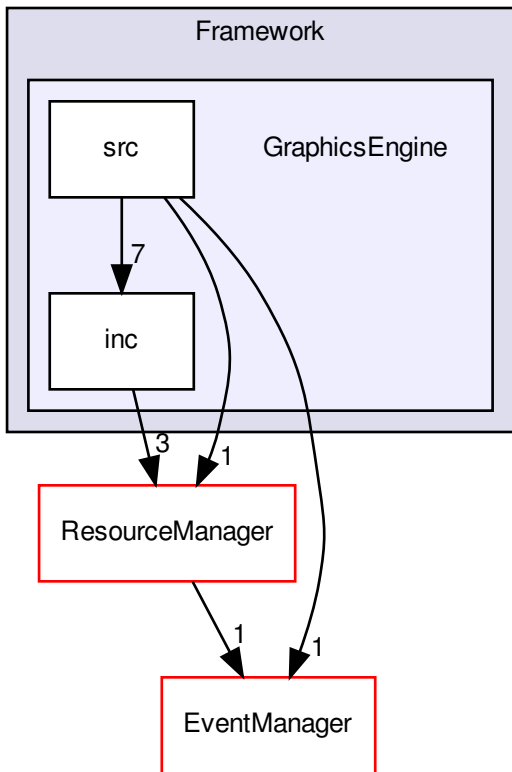 Framework
src
GraphicsEngine
7
inc
3
1
ResourceManager
1
1
EventManager